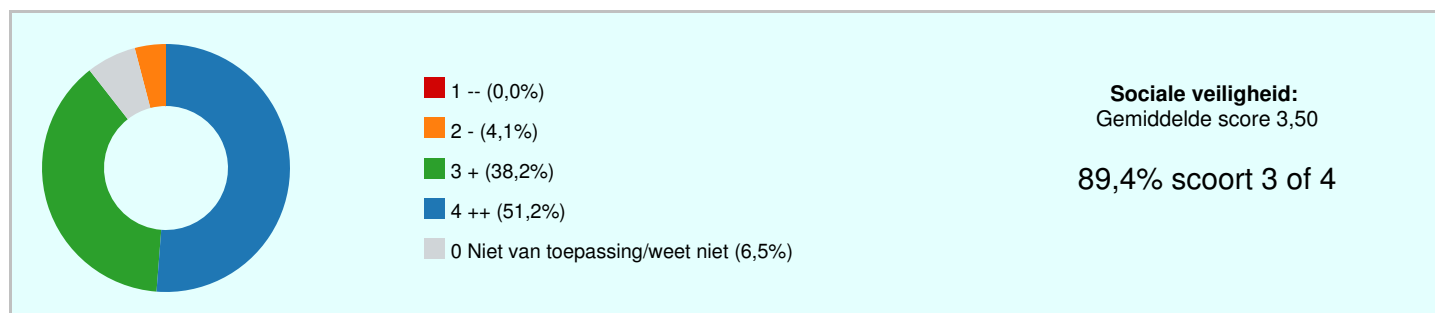 1 -- (0,0%)
2 - (4,1%)
3 + (38,2%)
4 ++ (51,2%)
0 Niet van toepassing/weet niet (6,5%)
Sociale veiligheid:
Gemiddelde score 3,50
89,4% scoort 3 of 4